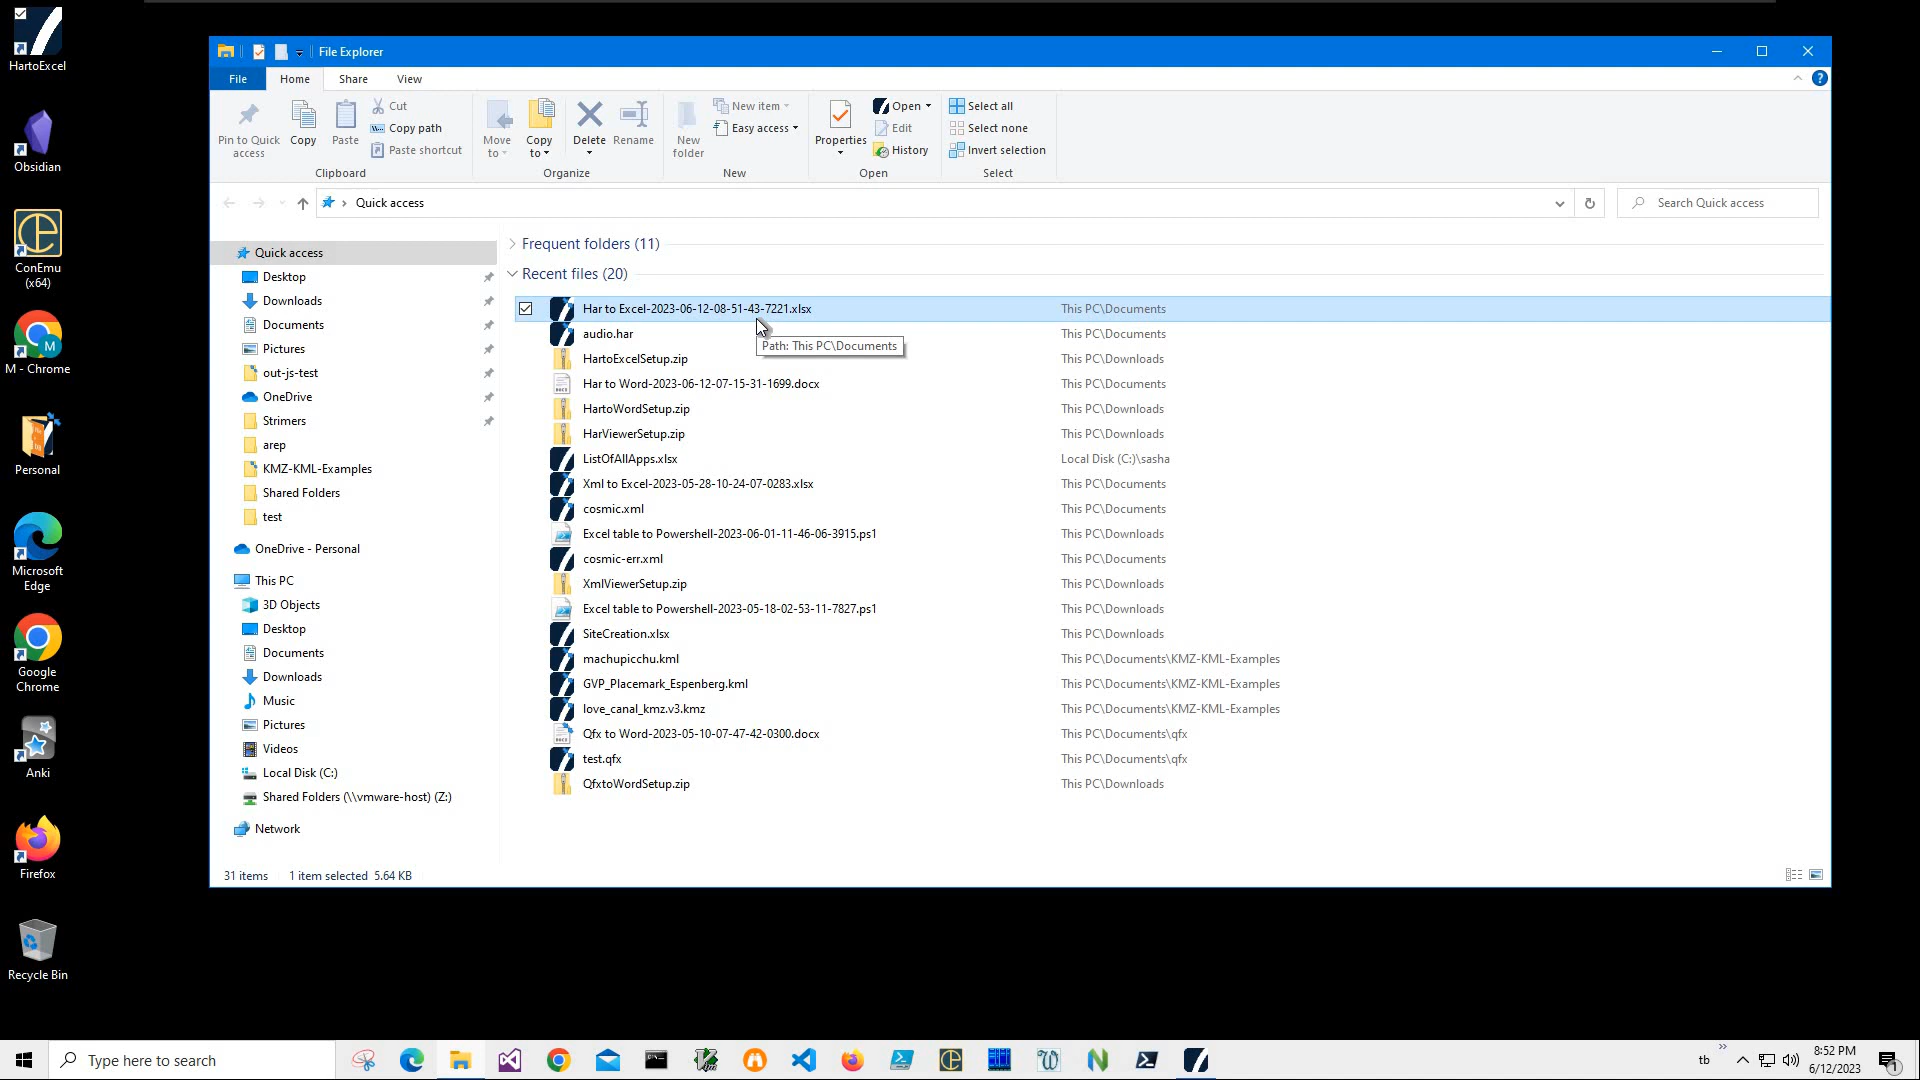 HartoExcel
Obsidian
ConEmu
(x64)
M
M - Chrome
Personal
Microsoft
Edge
Google
Chrome
Anki
Firefox
Recycle Bin
File Explorer
File
Home
Share
View
Pin to Quick
access
Copy
Paste
Cut
Copy path
Paste shortcut
Clipboard
Move
to
Copy
to
Delete
Rename
Organize
New
folder
New item
Easy access
New
Properties
Open
Edit
History
Open
Select all
Select none
Invert selection
Select
Quick access
Search Quick access
Quick access
Desktop
Downloads
Documents
Pictures
out-js-test
OneDrive
Strimers
arep
KMZ-KML-Examples
Shared Folders
test
OneDrive - Personal
This PC
3D Objects
Desktop
Documents
Downloads
Music
Pictures
Videos
Local Disk (C:)
Shared Folders (\\vmware-host) (Z:)
Network
Frequent folders (11)
Recent files (20)
Har to Excel-2023-06-12-08-51-43-7221.xlsx This PC\Documents
audio.har This PC\Documents
Path: This PC\Documents
HartoExcelSetup.zip This PC\Downloads
Har to Word-2023-06-12-07-15-31-1699.docx This PC\Documents
HartoWordSetup.zip This PC\Downloads
HarViewerSetup.zip This PC\Downloads
ListOfAllApps.xlsx Local Disk (C:)\sasha
Xml to Excel-2023-05-28-10-24-07-0283.xlsx This PC\Documents
cosmic.xml This PC\Documents
Excel table to Powershell-2023-06-01-11-46-06-3915.ps1 This PC\Downloads
cosmic-err.xml This PC\Documents
XmlViewerSetup.zip This PC\Downloads
Excel table to Powershell-2023-05-18-02-53-11-7827.ps1 This PC\Downloads
SiteCreation.xlsx This PC\Downloads
machupicchu.kml This PC\Documents\KMZ-KML-Examples
GVP_Placemark_Espenberg.kml This PC\Documents\KMZ-KML-Examples
love_canal_kmz.v3.kmz This PC\Documents\KMZ-KML-Examples
Qfx to Word-2023-05-10-07-47-42-0300.docx This PC\Documents\qfx
test.qfx This PC\Documents\qfx
QfxtoWordSetup.zip This PC\Downloads
31 items 1 item selected 5.64 KB
Type here to search
tb
8:52 PM
6/12/2023
1